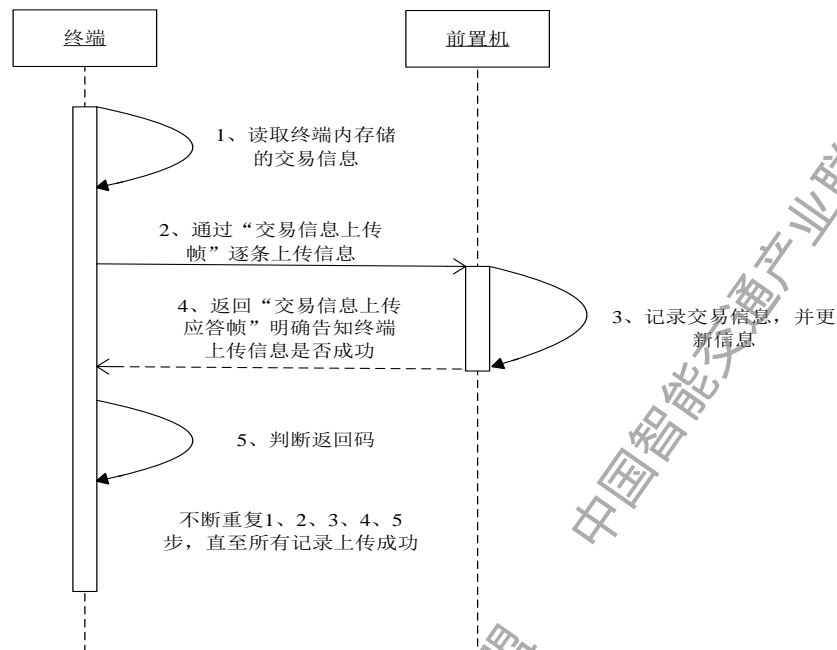 终端
前置机
1、读取终端内存储
的交易信息
2、通过“交易信息上传
帧”逐条上传信息
4、返回“交易信息上传
应答帧”明确告知终端
上传信息是否成功
3、记录交易信息，并更
新信息
5、判断返回码
不断重复1、2、3、4、5
步，直至所有记录上传成功
中国智能交通产业联
盟